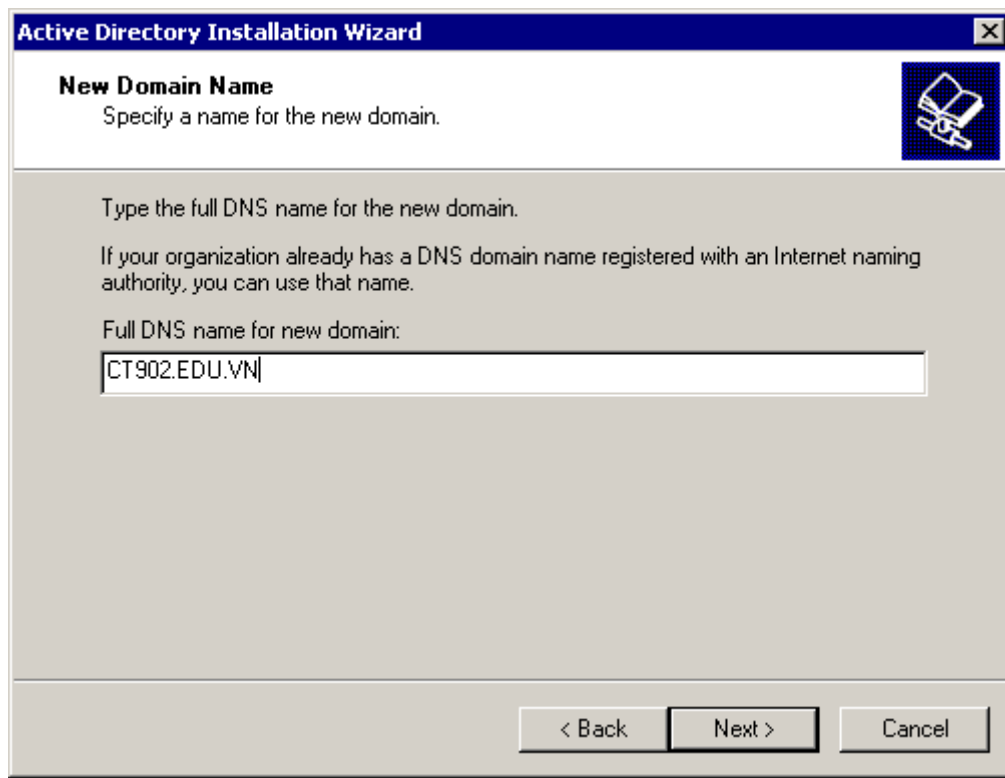 Active Directory Installation Wizard
New Domain Name
Specify a name for the new domain.
Type the full DNS name for the new domain.
If your organization already has a DNS domain name registered with an Internet naming
authority, you can use that name.
Full DNS name for new domain:
CT902.EDU.VN
< Back Next > Cancel